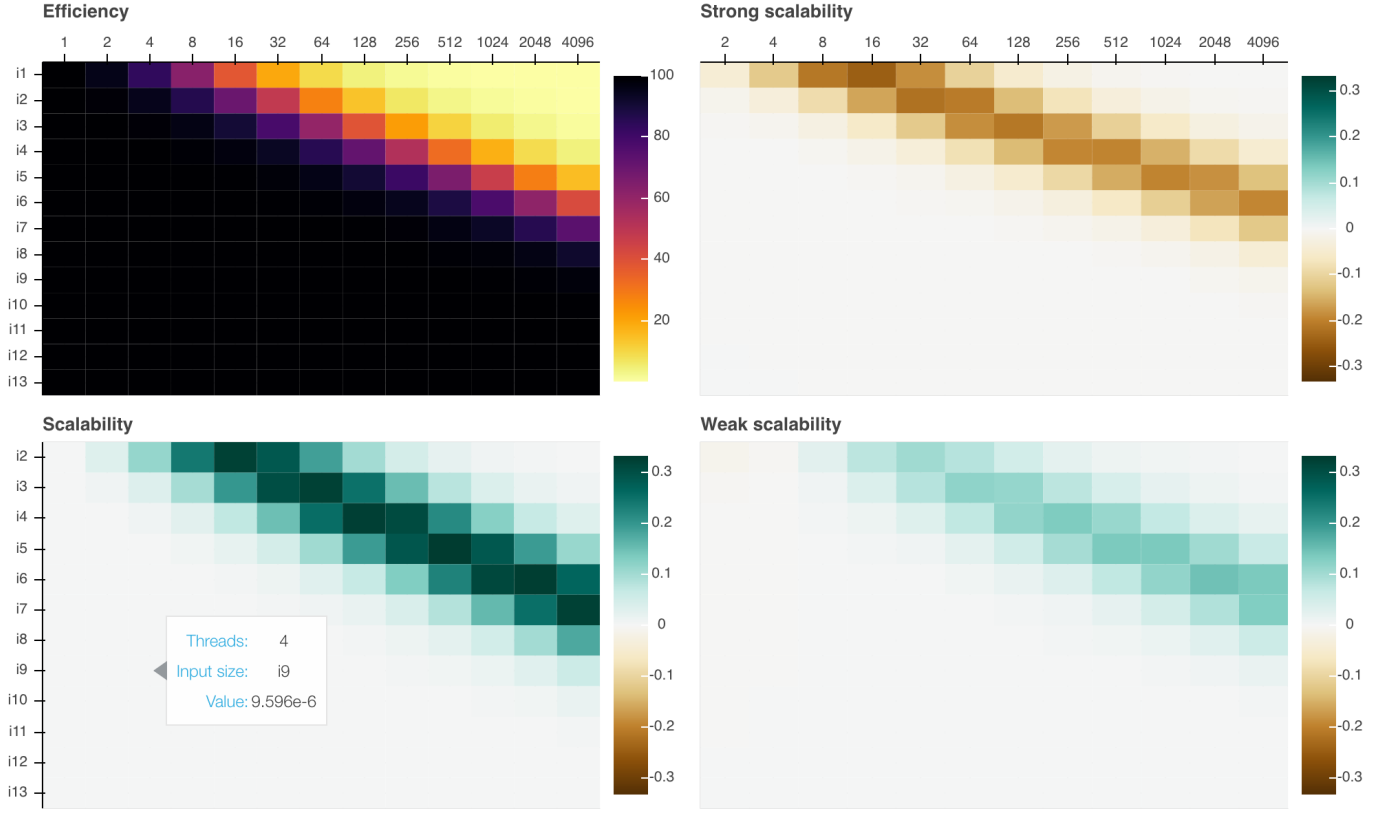 Efficiency
1 2 4 8 16 32 64 128 256 512 1024 2048 4096
i1
i2
i3
i4
i5
i6
i7
i8
i9
i10
i11
i12
i13
100
80
60
40
20
Strong scalability
2 4 8 16 32 64 128 256 512 1024 2048 4096
0.3
0.2
0.1
0
-0.1
-0.2
-0.3
Scalability
i2
i3
i4
i5
i6
i7
i8
i9
i10
i11
i12
i13
Threads: 4
Input size: i9
Value: 9.596e-6
0.3
0.2
0.1
0
-0.1
-0.2
-0.3
Weak scalability
0.3
0.2
0.1
0
-0.1
-0.2
-0.3